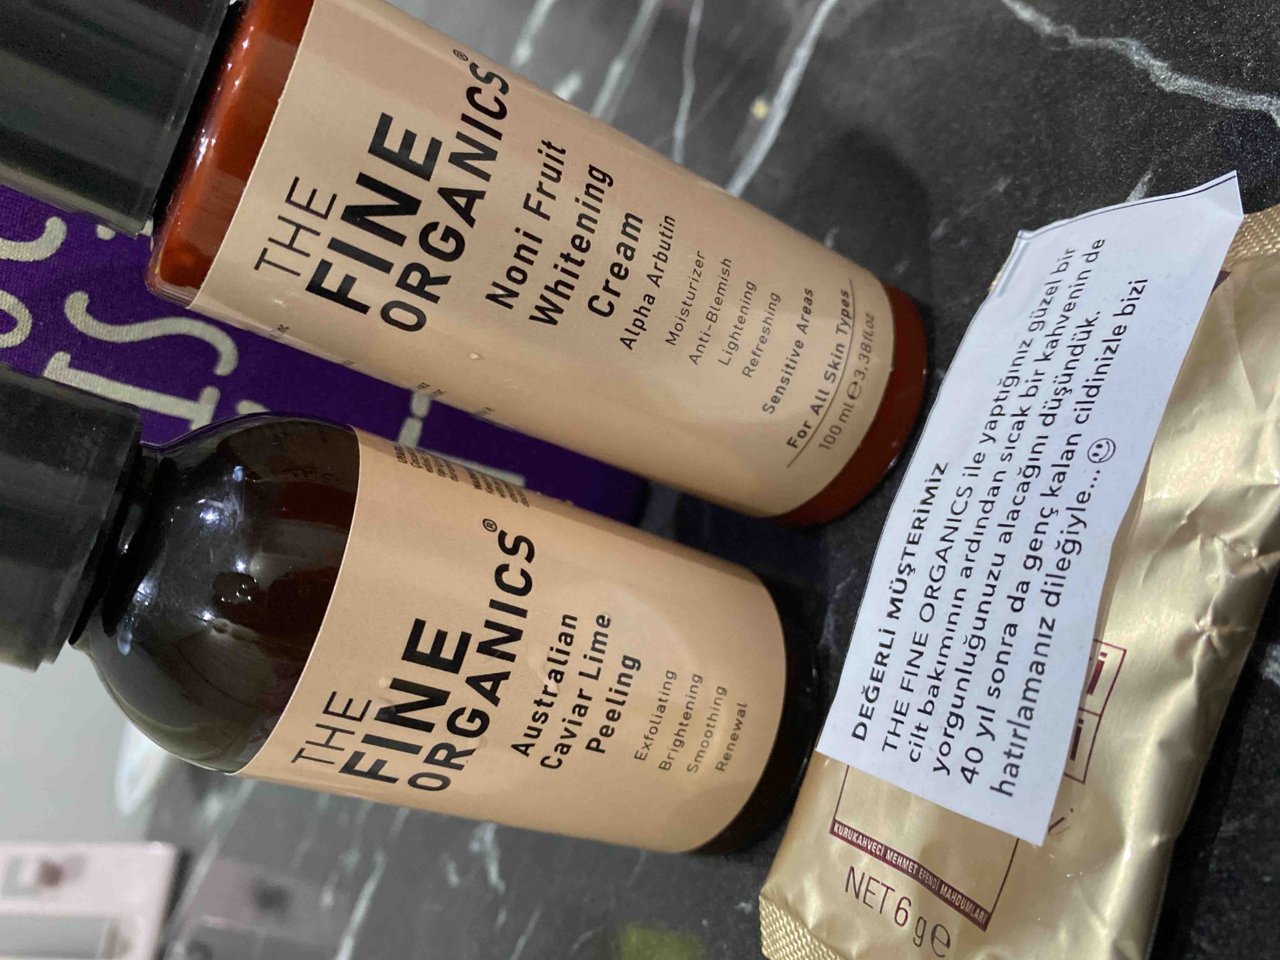 THE
FINE
ORGANICS®
Noni Fruit
Whitening
Cream
Alpha Arbutin
Moisturizer
Anti-Blemish
Lightening
Refreshing
Sensitive Areas
For All Skin Types
100 ml ℮ 3.38 fl.oz
THE
FINE
ORGANICS®
Australian
Caviar Lime
Peeling
Exfoliating
Brightening
Smoothing
Renewal
DEĞERLİ MÜŞTERİMİZ
THE FINE ORGANICS ile yaptığınız güzel bir
cilt bakımının ardından sıcak bir kahvenin de
yorgunluğunuzu alacağını düşündük.
40 yıl sonra da genç kalan cildinizle bizi
hatırlamanız dileğiyle... ☺
KURUKAHVECİ MEHMET EFENDİ MAHDUMLARI
NET 6 g ℮